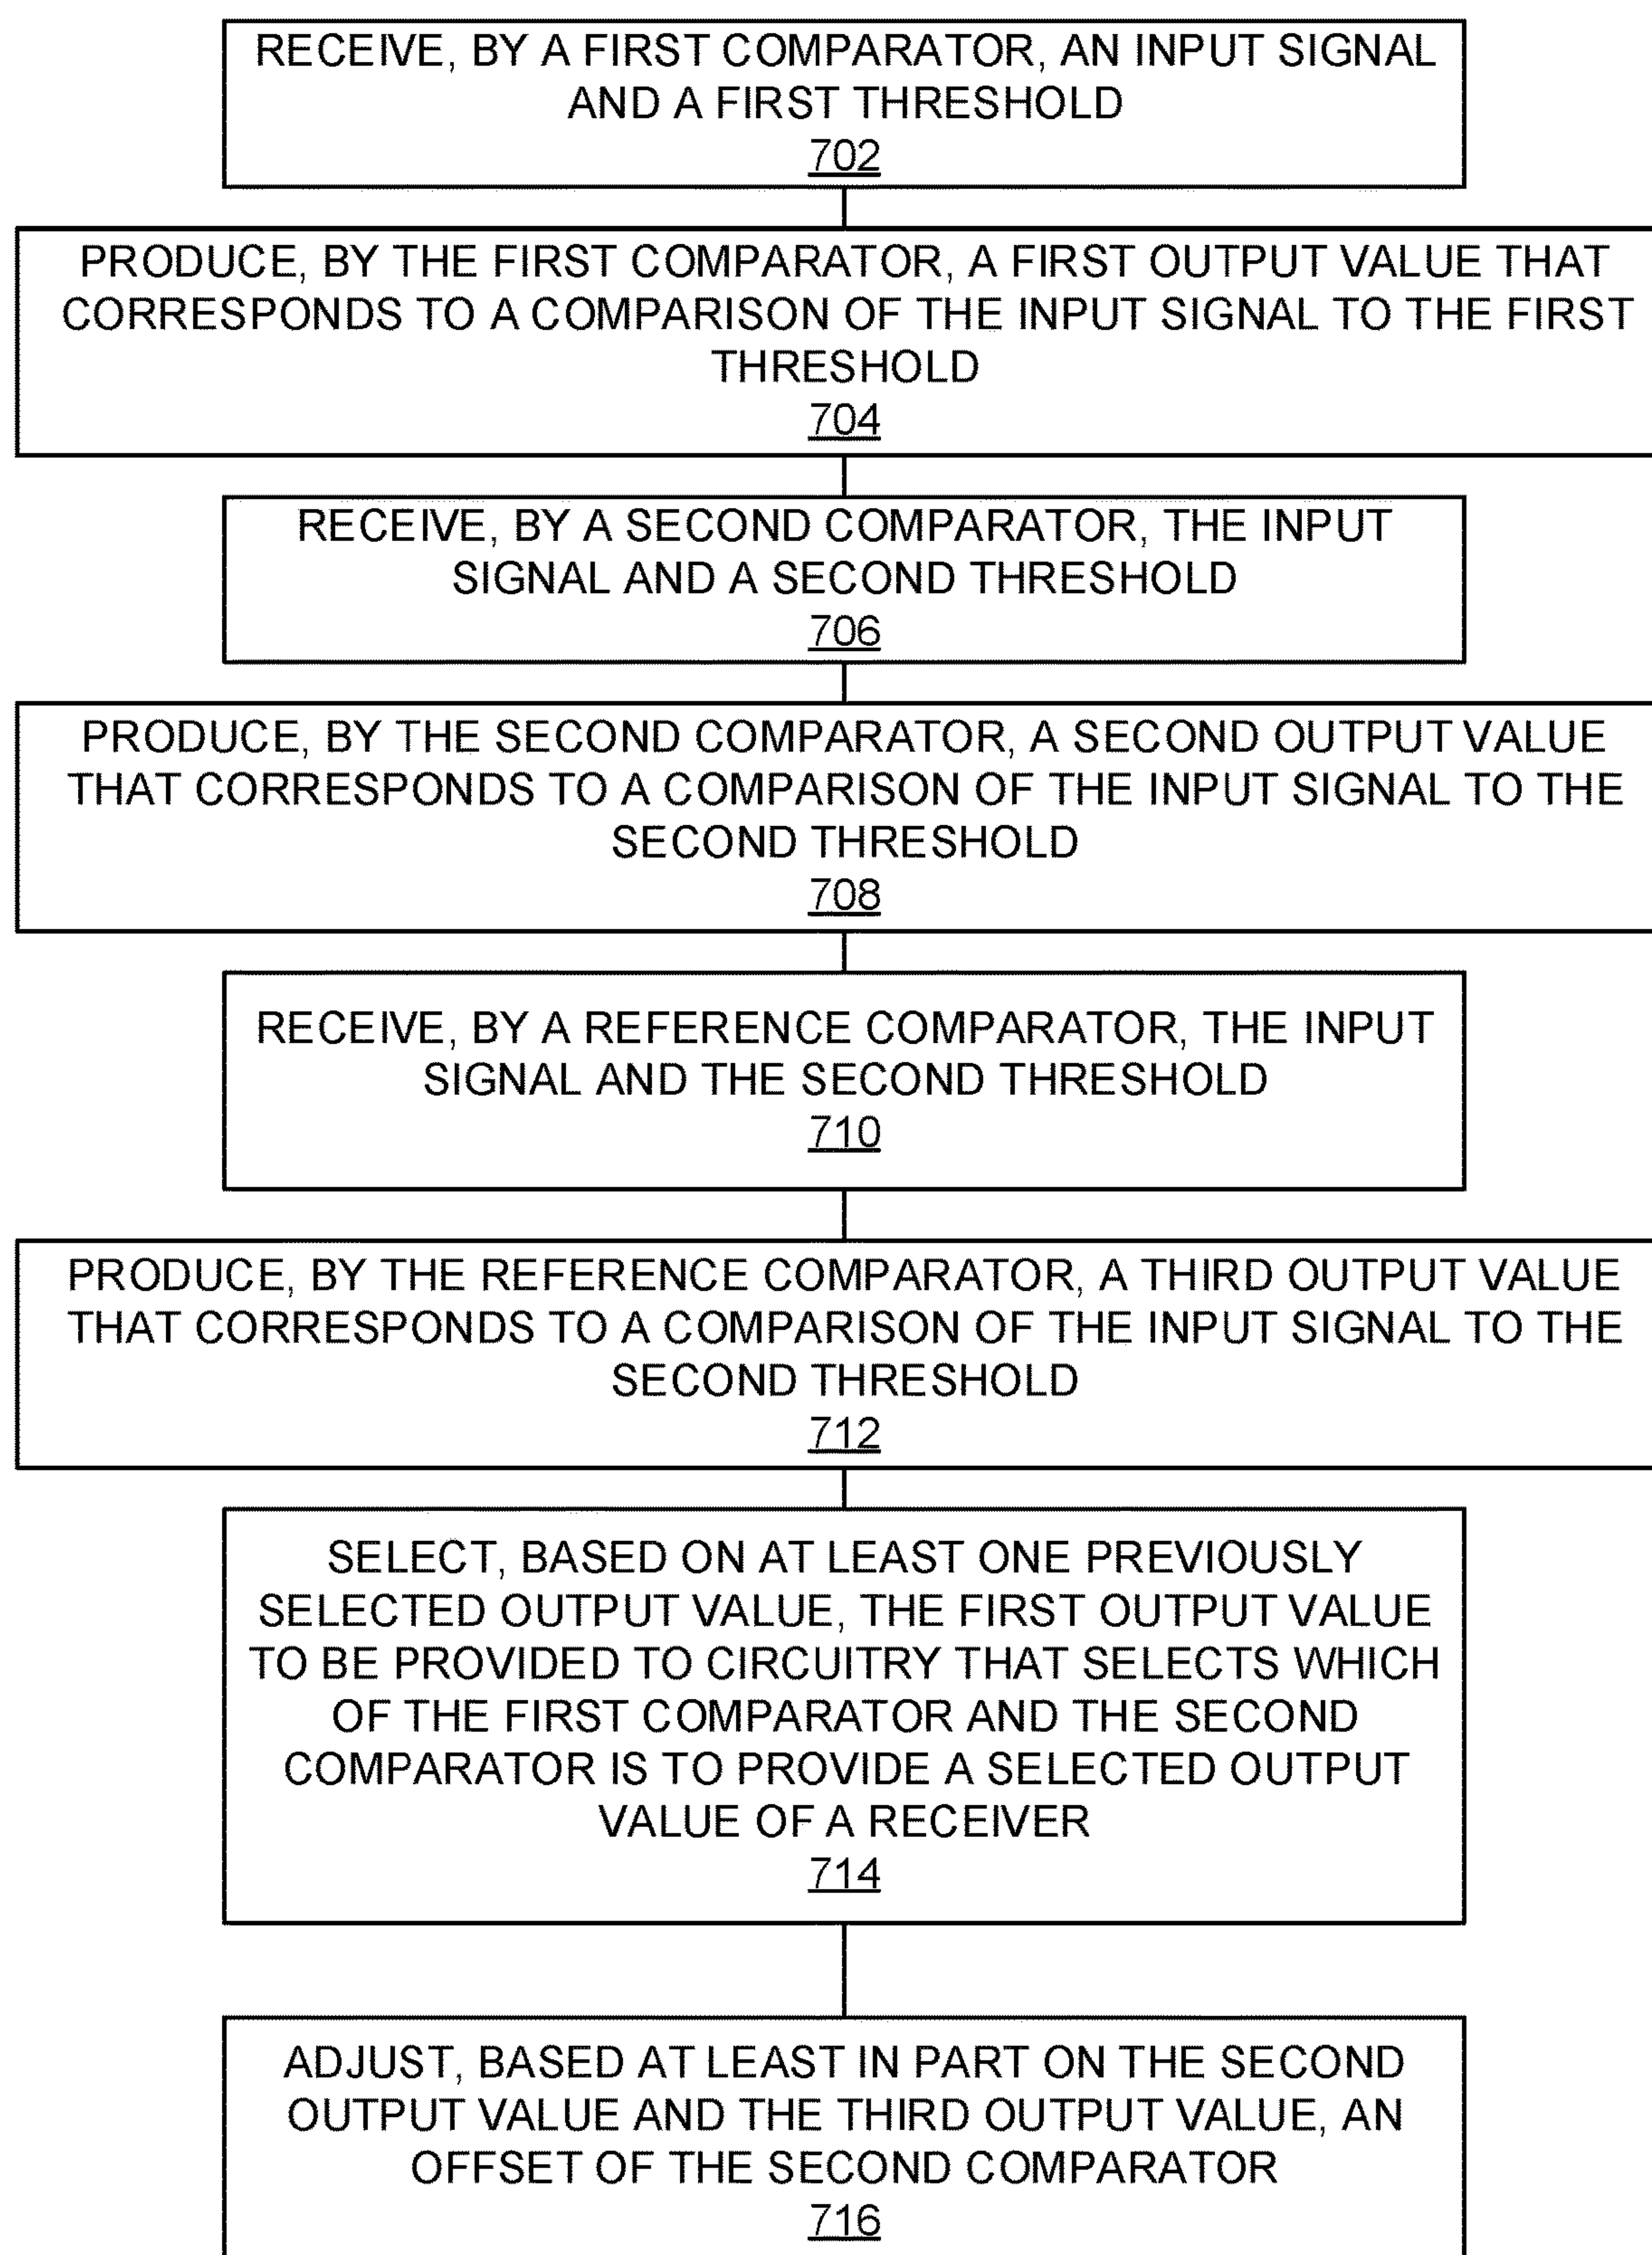 RECEIVE, BY A FIRST COMPARATOR, AN INPUT SIGNAL
AND A FIRST THRESHOLD
702
PRODUCE, BY THE FIRST COMPARATOR, A FIRST OUTPUT VALUE THAT
CORRESPONDS TO A COMPARISON OF THE INPUT SIGNAL TO THE FIRST
THRESHOLD
704
RECEIVE, BY A SECOND COMPARATOR, THE INPUT
SIGNAL AND A SECOND THRESHOLD
706
PRODUCE, BY THE SECOND COMPARATOR, A SECOND OUTPUT VALUE
THAT CORRESPONDS TO A COMPARISON OF THE INPUT SIGNAL TO THE
SECOND THRESHOLD
708
RECEIVE, BY A REFERENCE COMPARATOR, THE INPUT
SIGNAL AND THE SECOND THRESHOLD
710
PRODUCE, BY THE REFERENCE COMPARATOR, A THIRD OUTPUT VALUE
THAT CORRESPONDS TO A COMPARISON OF THE INPUT SIGNAL TO THE
SECOND THRESHOLD
712
SELECT, BASED ON AT LEAST ONE PREVIOUSLY
SELECTED OUTPUT VALUE, THE FIRST OUTPUT VALUE
TO BE PROVIDED TO CIRCUITRY THAT SELECTS WHICH
OF THE FIRST COMPARATOR AND THE SECOND
COMPARATOR IS TO PROVIDE A SELECTED OUTPUT
VALUE OF A RECEIVER
714
ADJUST, BASED AT LEAST IN PART ON THE SECOND
OUTPUT VALUE AND THE THIRD OUTPUT VALUE, AN
OFFSET OF THE SECOND COMPARATOR
716